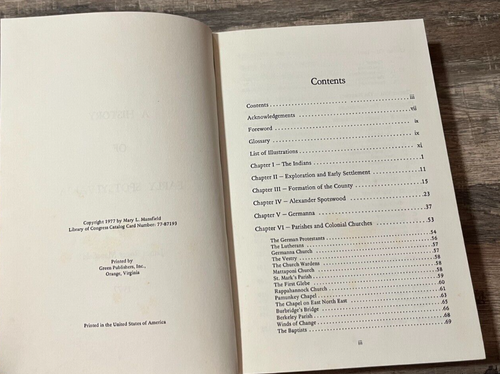 Copyright 1977 by Mary L. Mansfield
Library of Congress Catalog Card Number: 77-87195
Printed by
Green Publishers, Inc.,
Orange, Virginia
Printed in the United States of America
Contents
Contents iii
Acknowledgements vii
Foreword ix
Glossary ix
List of Illustrations xi
Chapter I — The Indians 1
Chapter II — Exploration and Early Settlement 11
Chapter III — Formation of the County 15
Chapter IV — Alexander Spotswood 23
Chapter V — Germanna 37
Chapter VI — Parishes and Colonial Churches 53
The German Protestants 54
The Lutherans 56
Germanna Church 57
The Vestry 57
The Church Wardens 58
Mattaponi Church 58
St. Mark's Parish 58
The First Glebe 59
Rappahannock Church 60
Pamunkey Chapel 61
The Chapel on East North East 63
Burbridge's Bridge 66
Berkeley Parish 66
Winds of Change 68
The Baptists 69
iii